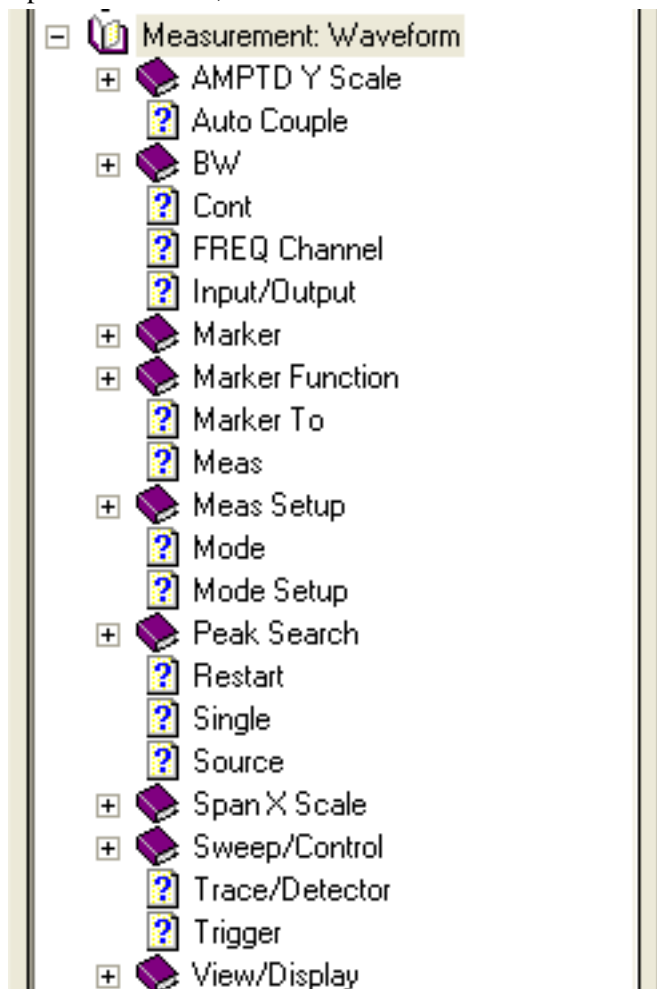 Measurement: Waveform
AMPTD Y Scale
Auto Couple
BW
Cont
FREQ Channel
Input/Output
Marker
Marker Function
Marker To
Meas
Meas Setup
Mode
Mode Setup
Peak Search
Restart
Single
Source
Span X Scale
Sweep/Control
Trace/Detector
Trigger
View/Display